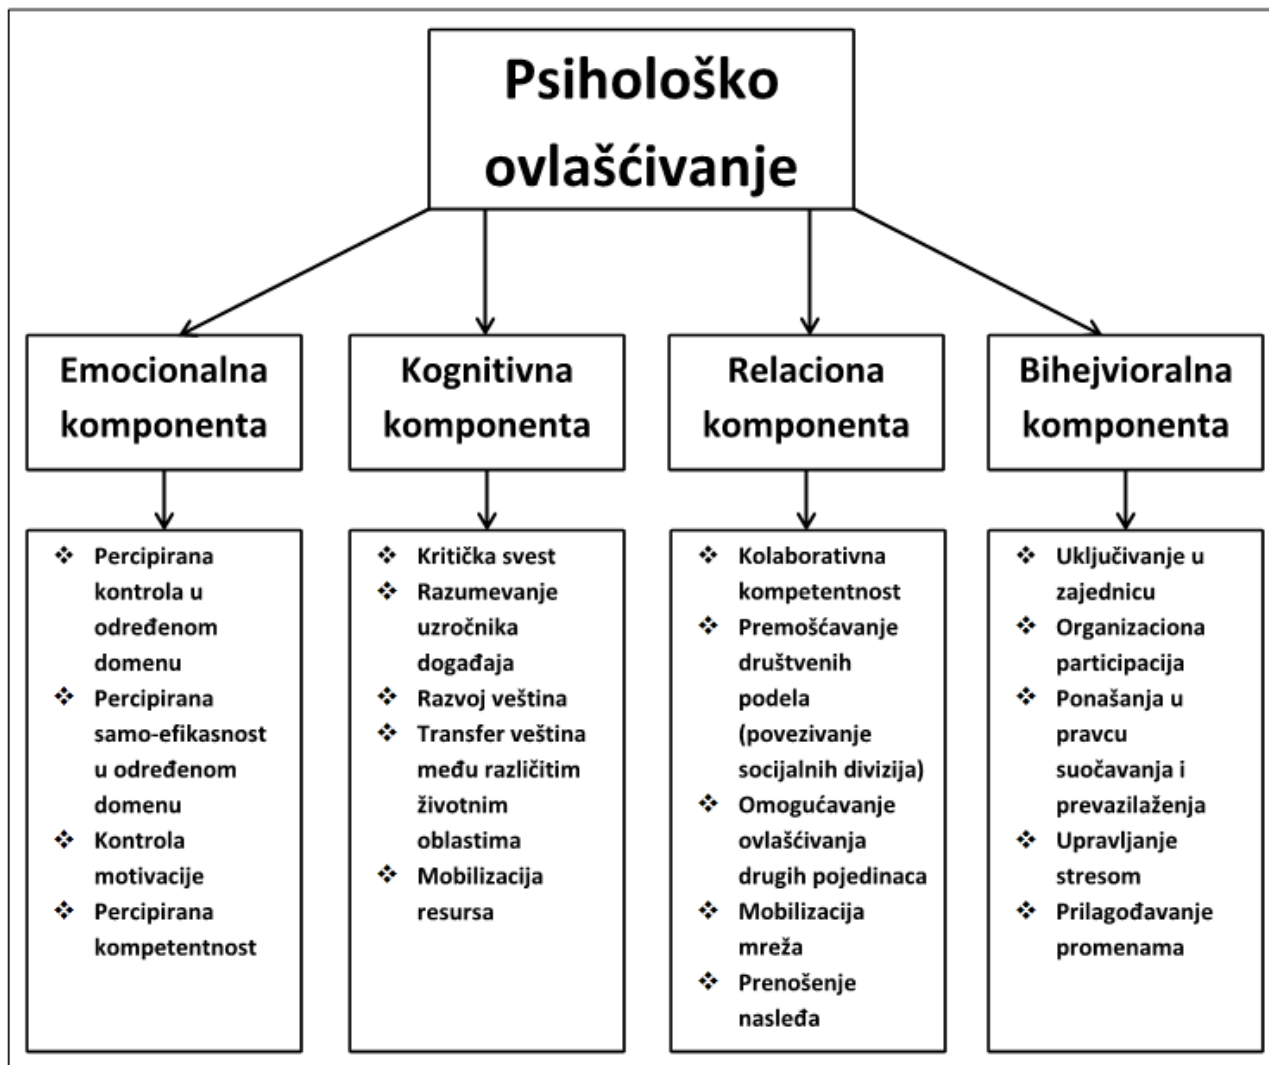 Psihološko
ovlašćivanje
Emocionalna
komponenta
❖ Percipirana
kontrola u
određenom
domenu
❖ Percipirana
samo-efikasnost
u određenom
domenu
❖ Kontrola
motivacije
❖ Percipirana
kompetentnost
Kognitivna
komponenta
❖ Kritička svest
❖ Razumevanje
uzročnika
događaja
❖ Razvoj veština
❖ Transfer veština
među različitim
životnim
oblastima
❖ Mobilizacija
resursa
Relaciona
komponenta
❖ Kolaborativna
kompetentnost
❖ Premošćavanje
društvenih
podela
(povezivanje
socijalnih divizija)
❖ Omogućavanje
ovlašćivanja
drugih pojedinaca
❖ Mobilizacija
mreža
❖ Prenošenje
nasleđa
Bihejvioralna
komponenta
❖ Uključivanje u
zajednicu
❖ Organizaciona
participacija
❖ Ponašanja u
pravcu
suočavanja i
prevazilaženja
❖ Upravljanje
stresom
❖ Prilagođavanje
promenama